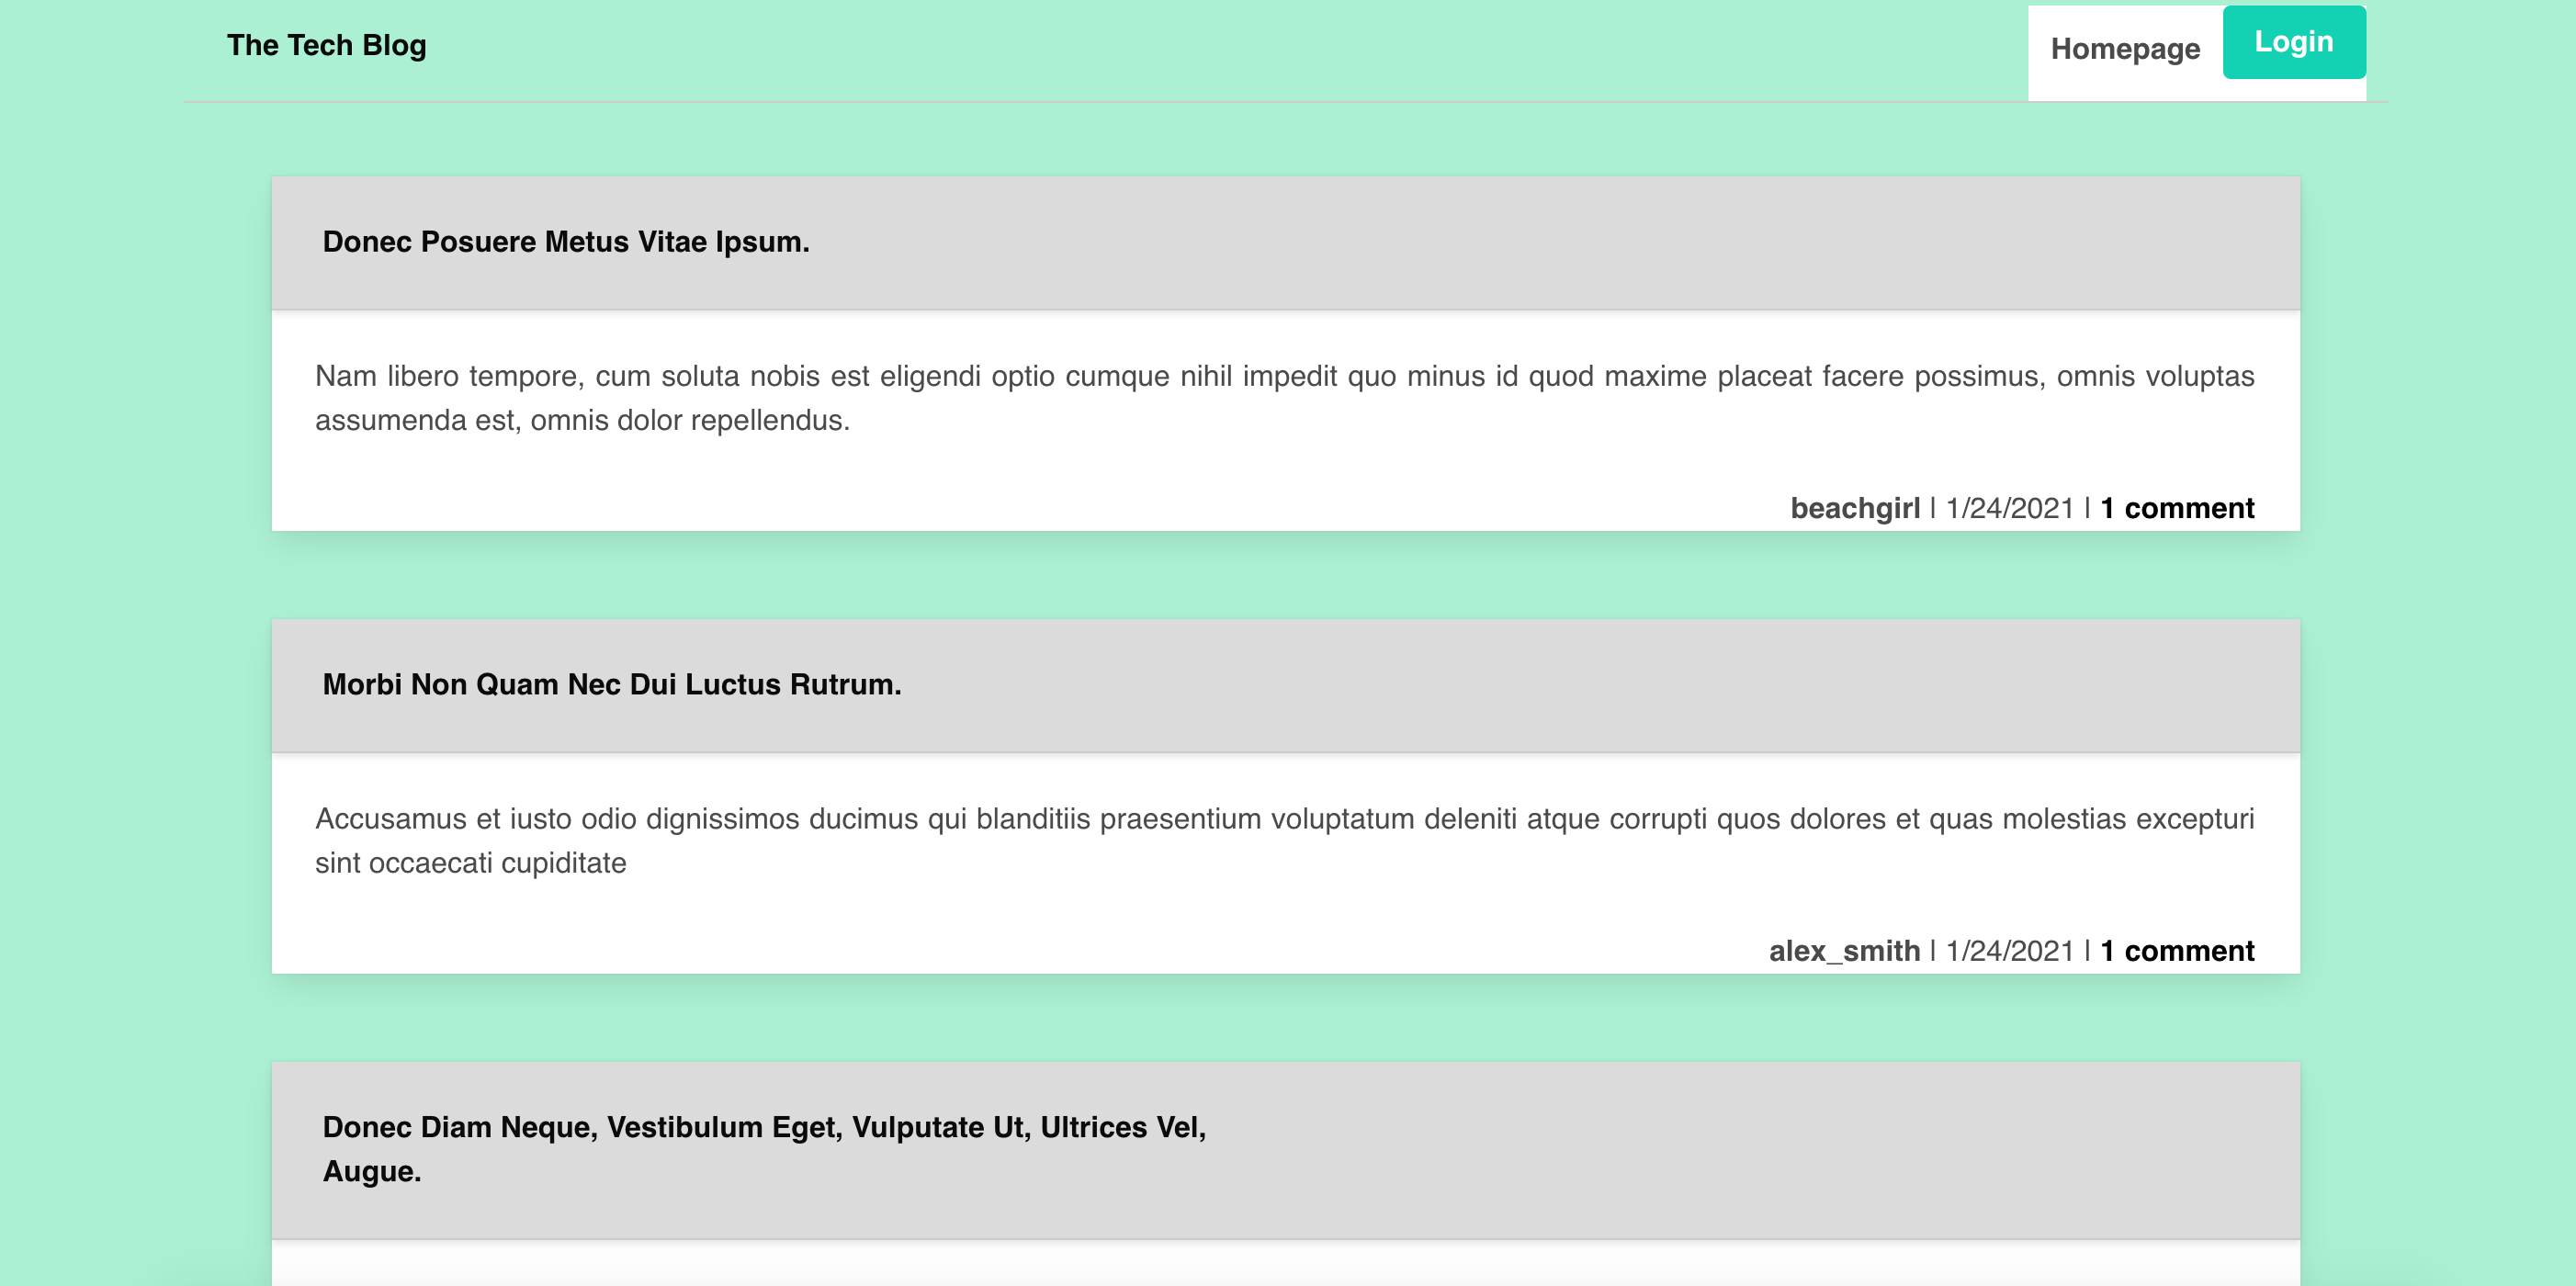 The Tech Blog
Homepage
Login
Donec Posuere Metus Vitae Ipsum.
Nam libero tempore, cum soluta nobis est eligendi optio cumque nihil impedit quo minus id quod maxime placeat facere possimus, omnis voluptas
assumenda est, omnis dolor repellendus.
beachgirl | 1/24/2021 | 1 comment
Morbi Non Quam Nec Dui Luctus Rutrum.
Accusamus et iusto odio dignissimos ducimus qui blanditiis praesentium voluptatum deleniti atque corrupti quos dolores et quas molestias excepturi
sint occaecati cupiditate
alex_smith | 1/24/2021 | 1 comment
Donec Diam Neque, Vestibulum Eget, Vulputate Ut, Ultrices Vel,
Augue.